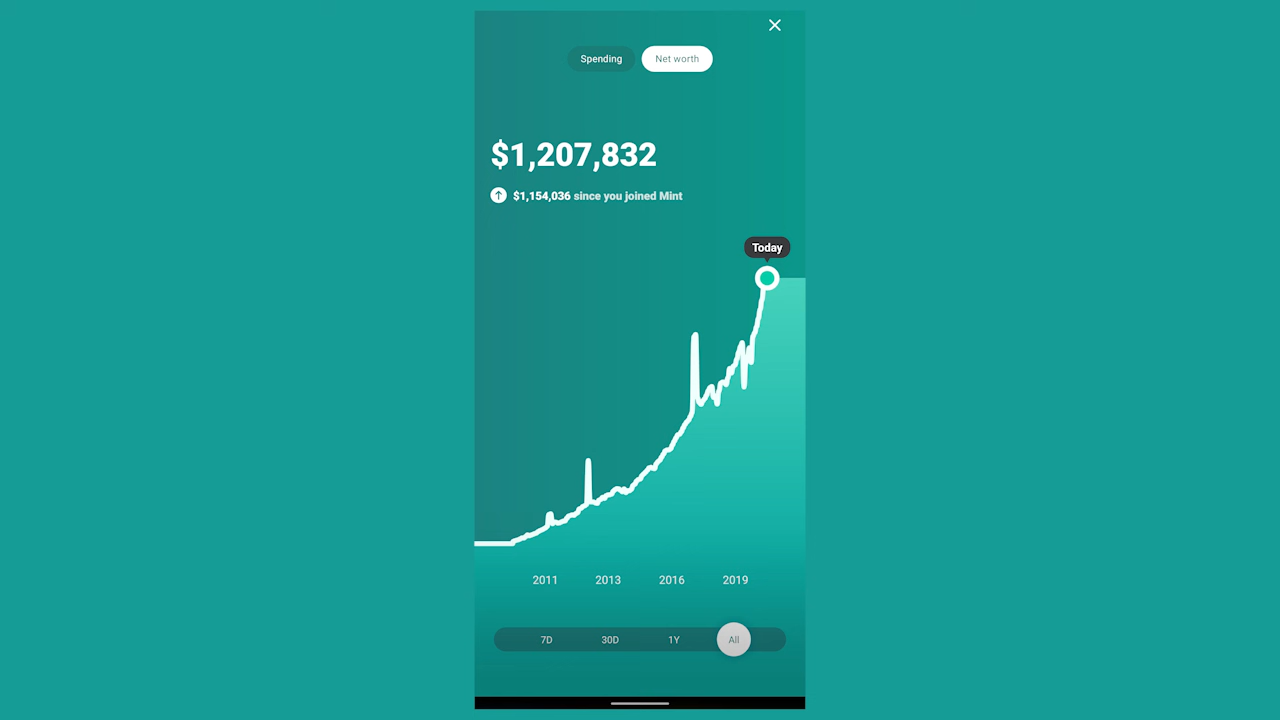 Spending Net worth
$1,207,832
$1,154,036 since you joined Mint
Today
2011 2013 2016 2019
7D 30D 1Y All